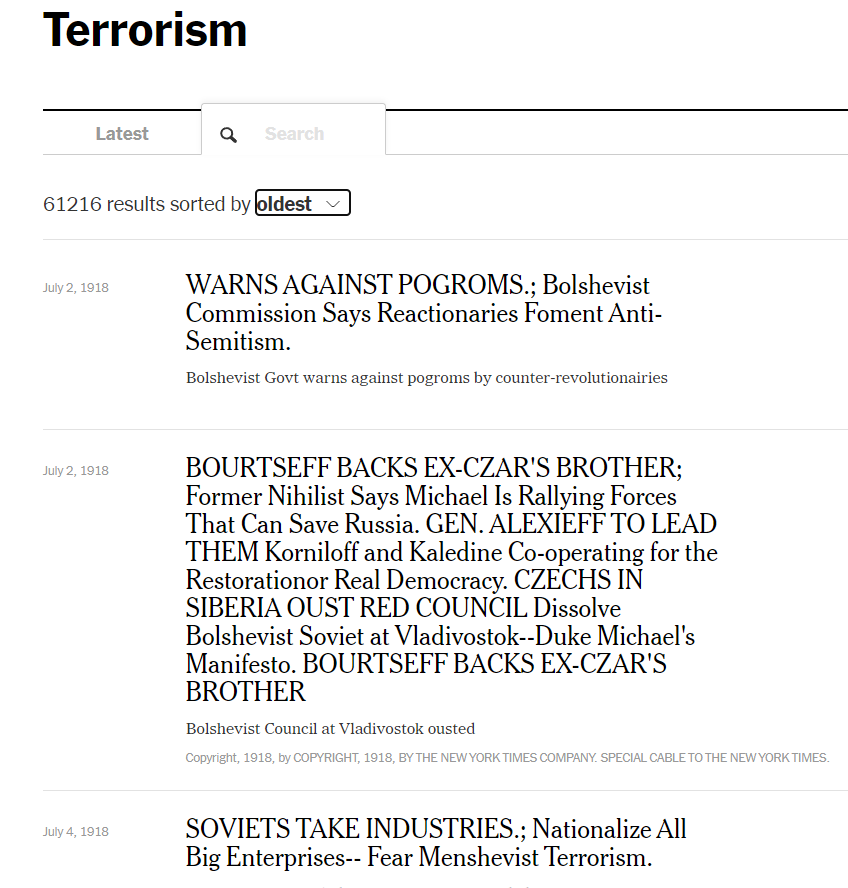 Terrorism
Latest
Search
61216 results sorted by oldest
July 2, 1918
WARNS AGAINST POGROMS.; Bolshevist
Commission Says Reactionaries Foment Anti-
Semitism.
Bolshevist Govt warns against pogroms by counter-revolutionairies
July 2, 1918
BOURTSEFF BACKS EX-CZAR'S BROTHER;
Former Nihilist Says Michael Is Rallying Forces
That Can Save Russia. GEN. ALEXIEFF TO LEAD
THEM Korniloff and Kaledine Co-operating for the
Restorationor Real Democracy. CZECHS IN
SIBERIA OUST RED COUNCIL Dissolve
Bolshevist Soviet at Vladivostok--Duke Michael's
Manifesto. BOURTSEFF BACKS EX-CZAR'S
BROTHER
Bolshevist Council at Vladivostok ousted
Copyright, 1918, by COPYRIGHT, 1918, BY THE NEW YORK TIMES COMPANY. SPECIAL CABLE TO THE NEW YORK TIMES.
July 4, 1918
SOVIETS TAKE INDUSTRIES.; Nationalize All
Big Enterprises-- Fear Menshevist Terrorism.